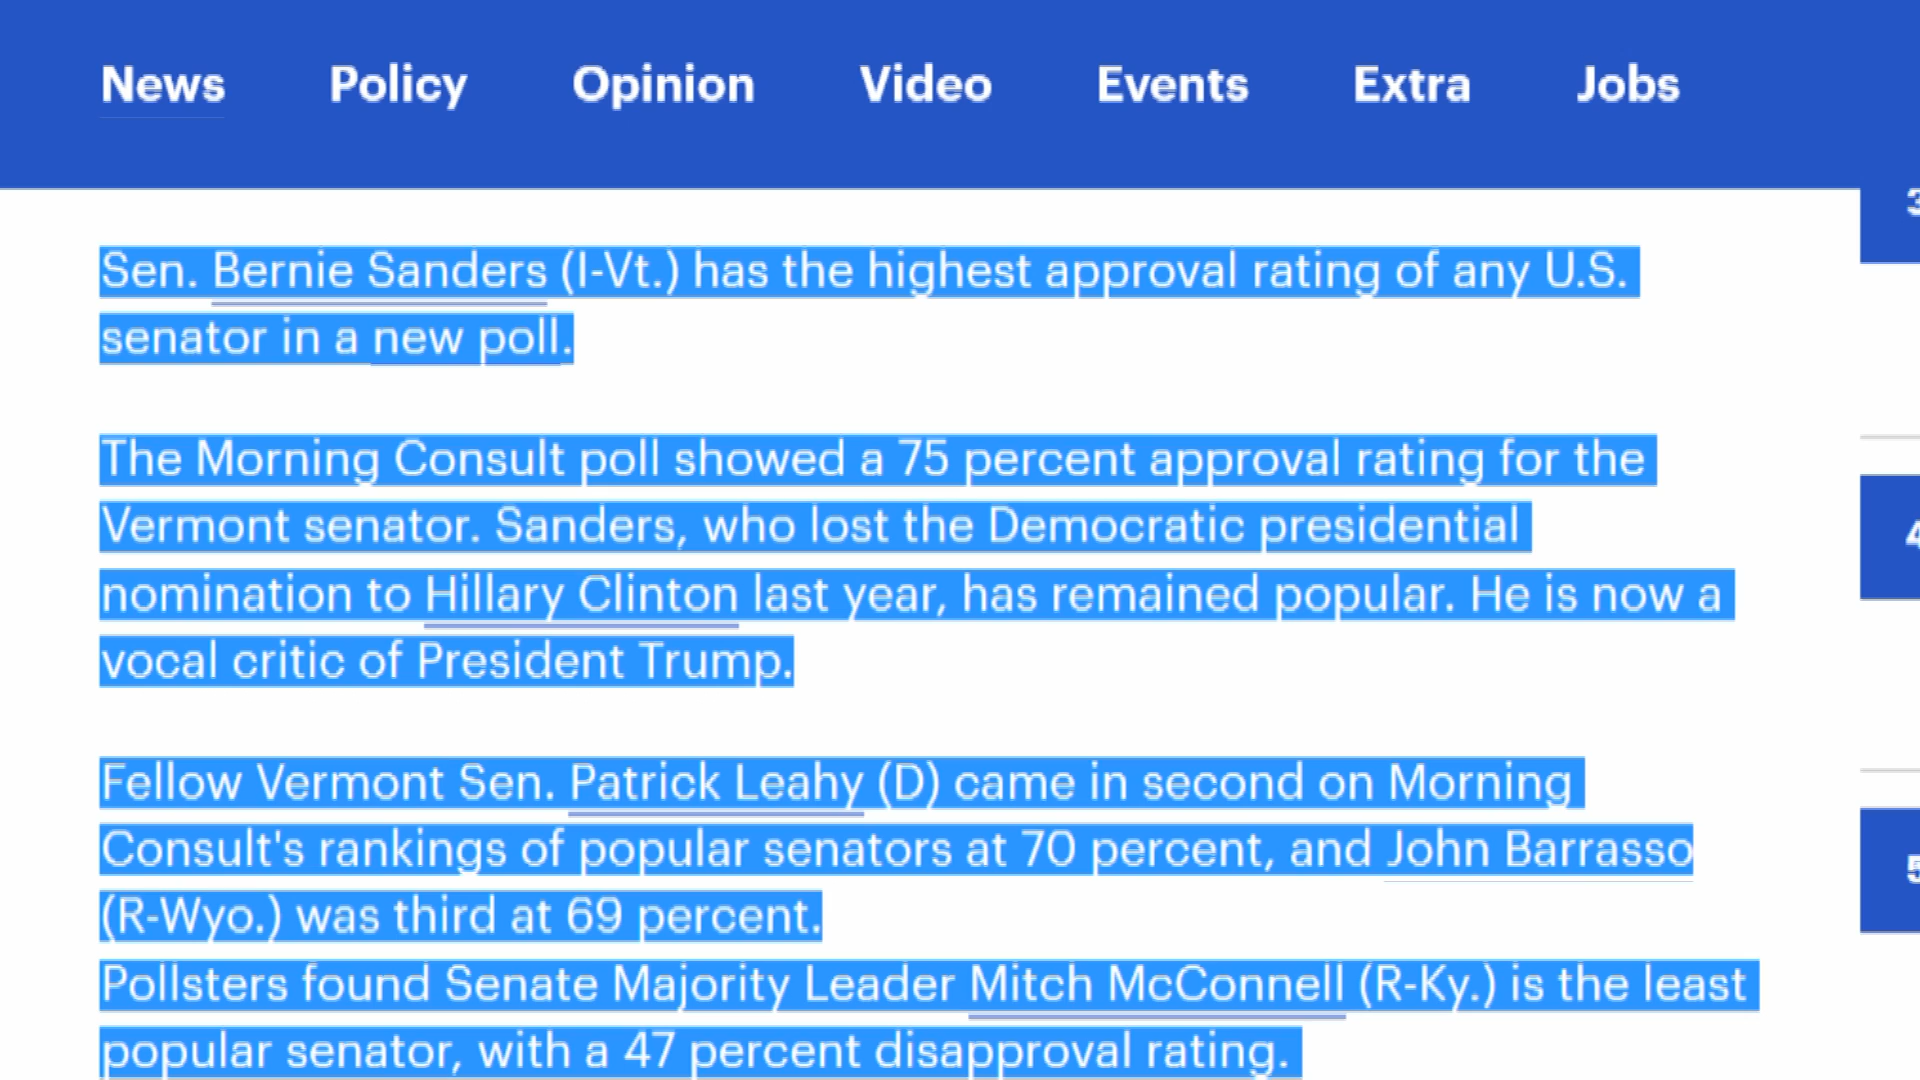 News Policy Opinion Video Events Extra Jobs
3
Sen. Bernie Sanders (I-Vt.) has the highest approval rating of any U.S.
senator in a new poll.
The Morning Consult poll showed a 75 percent approval rating for the
Vermont senator. Sanders, who lost the Democratic presidential
nomination to Hillary Clinton last year, has remained popular. He is now a
vocal critic of President Trump.
4
Fellow Vermont Sen. Patrick Leahy (D) came in second on Morning
Consult's rankings of popular senators at 70 percent, and John Barrasso
(R-Wyo.) was third at 69 percent.
5
Pollsters found Senate Majority Leader Mitch McConnell (R-Ky.) is the least
popular senator, with a 47 percent disapproval rating.